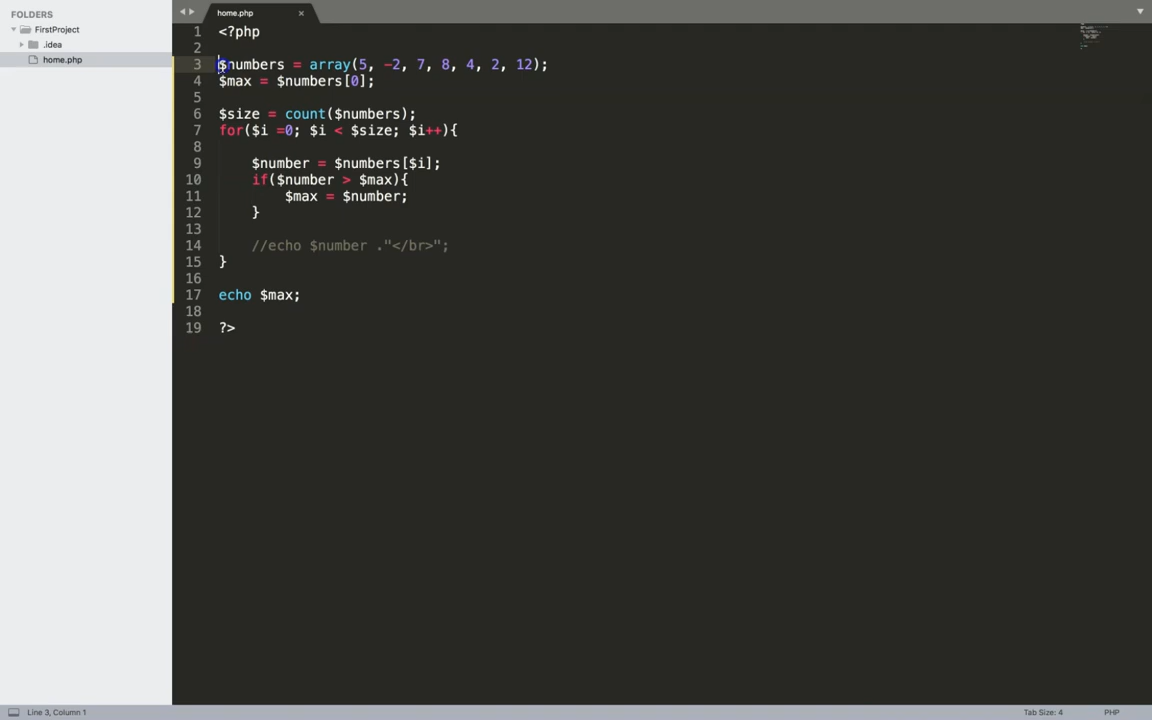 FOLDERS
FirstProject
.idea
home.php
home.php ×
1 <?php
2
3 $numbers = array(5, -2, 7, 8, 4, 2, 12);
4 $max = $numbers[0];
5
6 $size = count($numbers);
7 for($i =0; $i < $size; $i++){
8
9     $number = $numbers[$i];
10     if($number > $max){
11         $max = $number;
12     }
13
14     //echo $number ."</br>";
15 }
16
17 echo $max;
18
19 ?>
Line 3, Column 1
Tab Size: 4
PHP